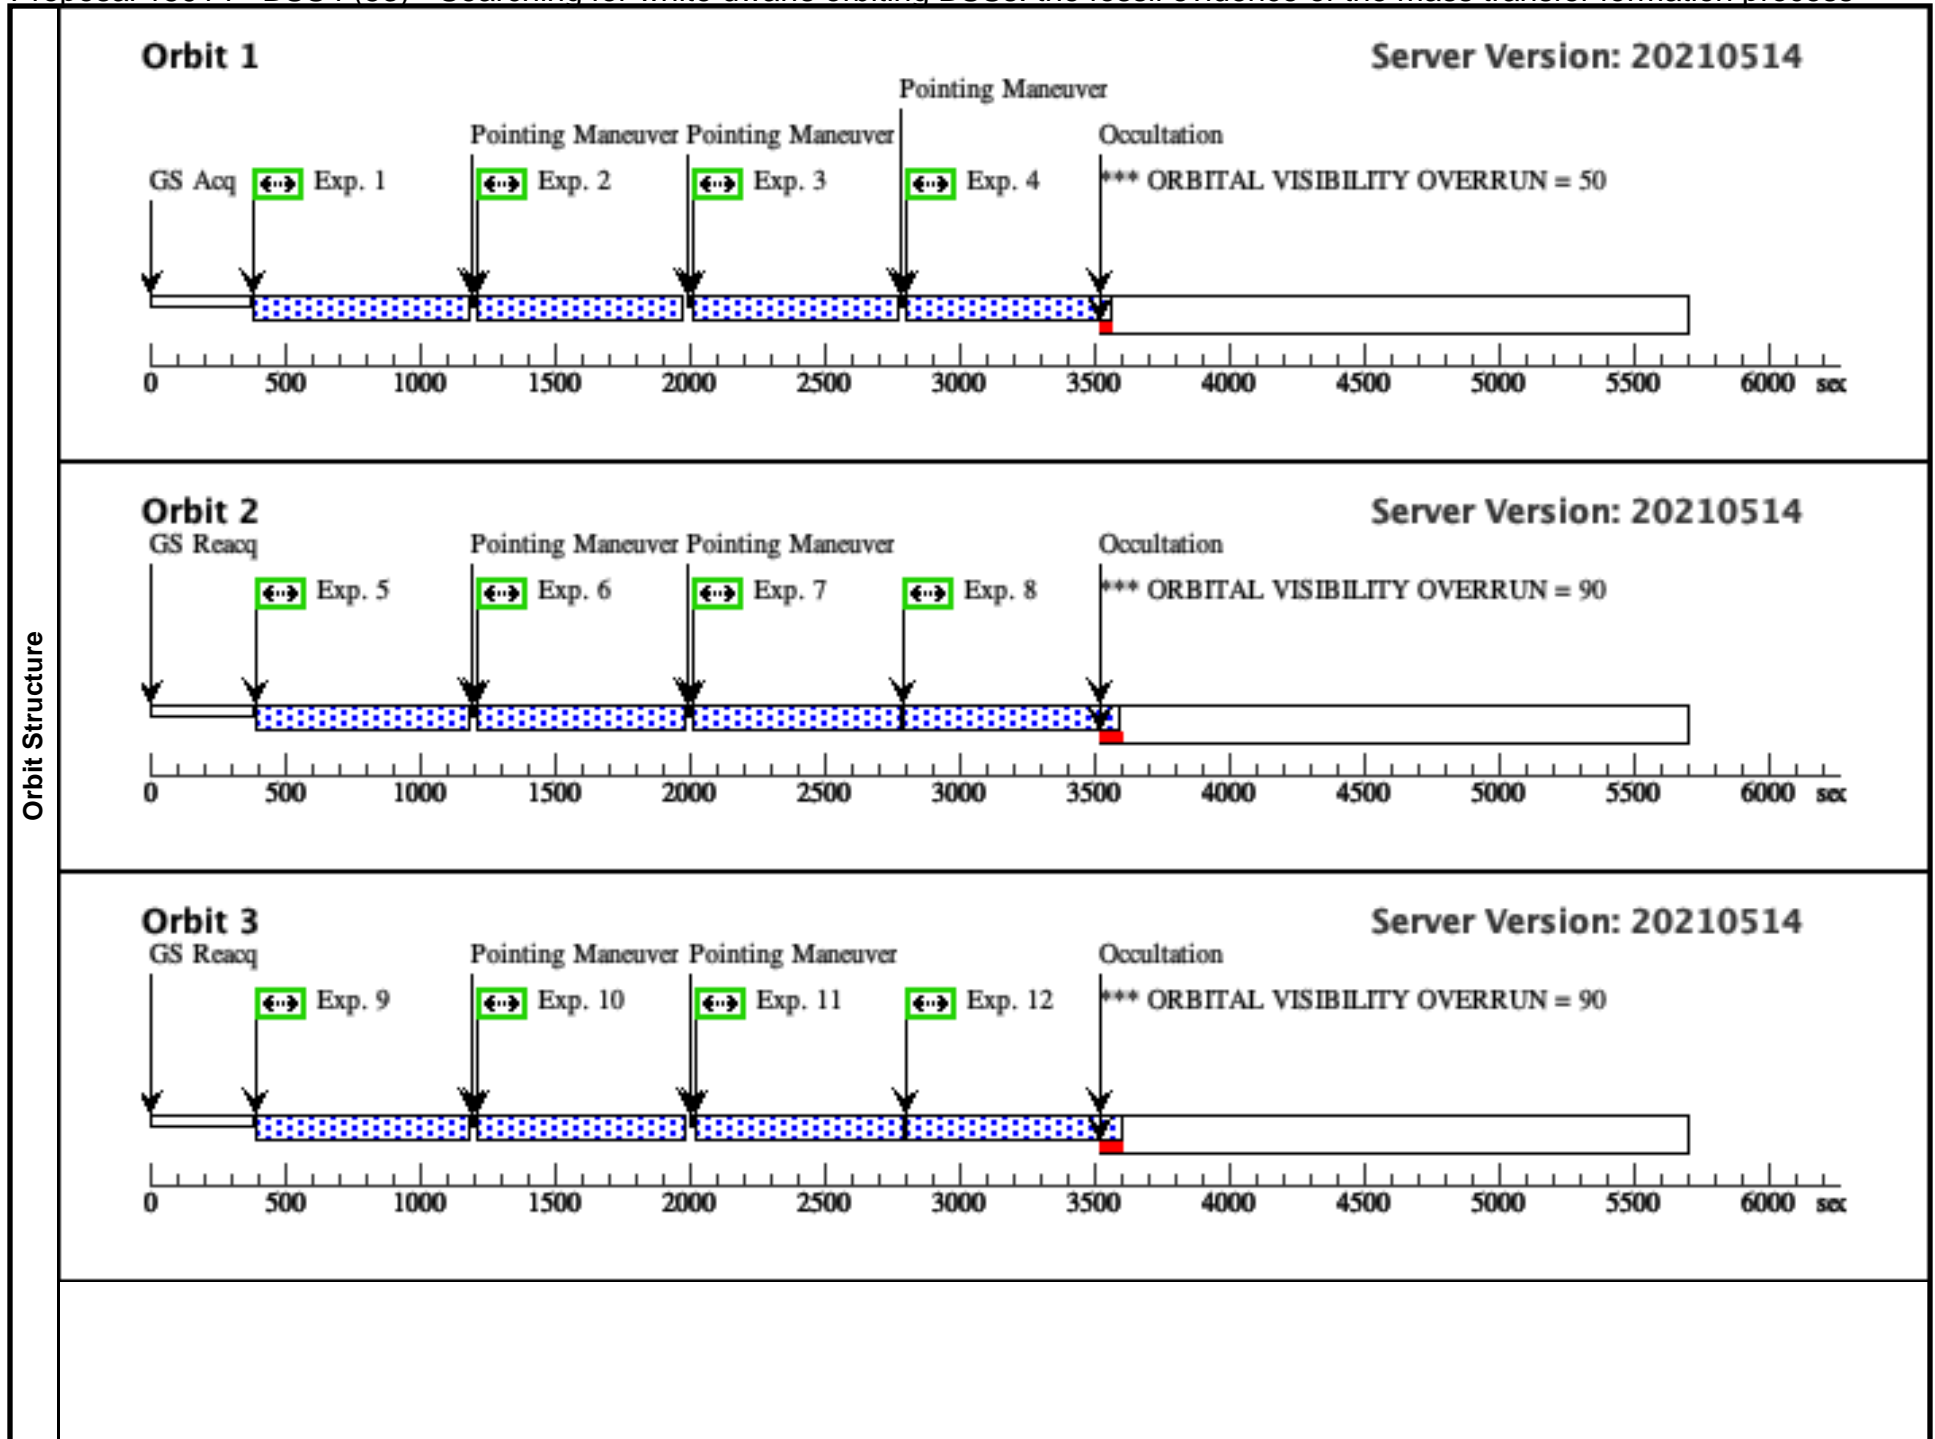 Orbit Structure
Orbit 1 Server Version: 20210514
Pointing Maneuver
Pointing Maneuver Pointing Maneuver Occultation
GS Acq Exp. 1 Exp. 2 Exp. 3 Exp. 4 *** ORBITAL VISIBILITY OVERRUN = 50
0 500 1000 1500 2000 2500 3000 3500 4000 4500 5000 5500 6000 sec
Orbit 2 Server Version: 20210514
GS Reacq Pointing Maneuver Pointing Maneuver Occultation
Exp. 5 Exp. 6 Exp. 7 Exp. 8 *** ORBITAL VISIBILITY OVERRUN = 90
0 500 1000 1500 2000 2500 3000 3500 4000 4500 5000 5500 6000 sec
Orbit 3 Server Version: 20210514
GS Reacq Pointing Maneuver Pointing Maneuver Occultation
Exp. 9 Exp. 10 Exp. 11 Exp. 12 *** ORBITAL VISIBILITY OVERRUN = 90
0 500 1000 1500 2000 2500 3000 3500 4000 4500 5000 5500 6000 sec